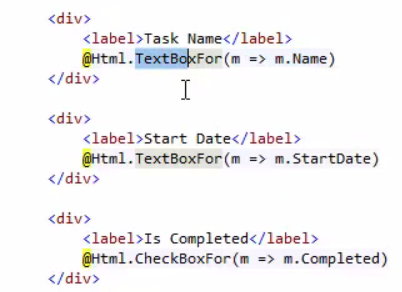 <div>
<label>Task Name</label>
@Html.TextBoxFor(m => m.Name)
</div>
<div>
<label>Start Date</label>
@Html.TextBoxFor(m => m.StartDate)
</div>
<div>
<label>Is Completed</label>
@Html.CheckBoxFor(m => m.Completed)
</div>